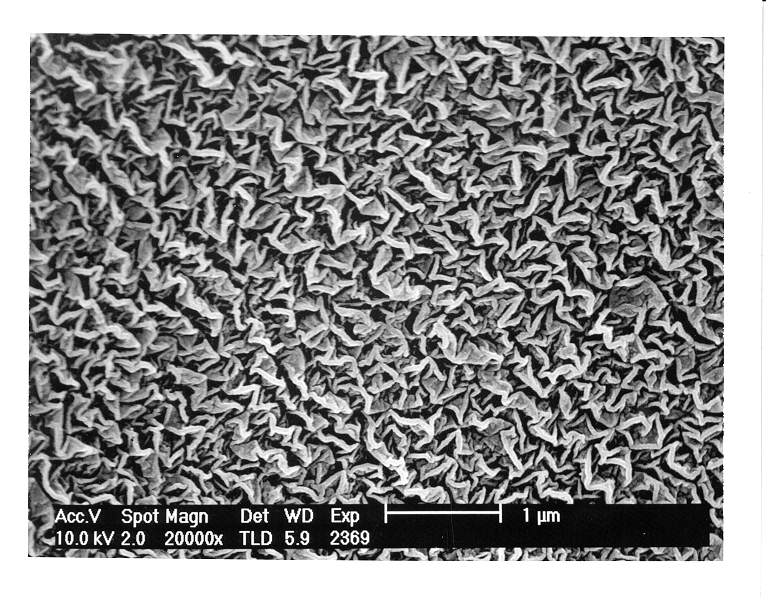 Acc.V Spot Magn Det WD Exp 1 µm
10.0 kV 2.0 20000x TLD 5.9 2369